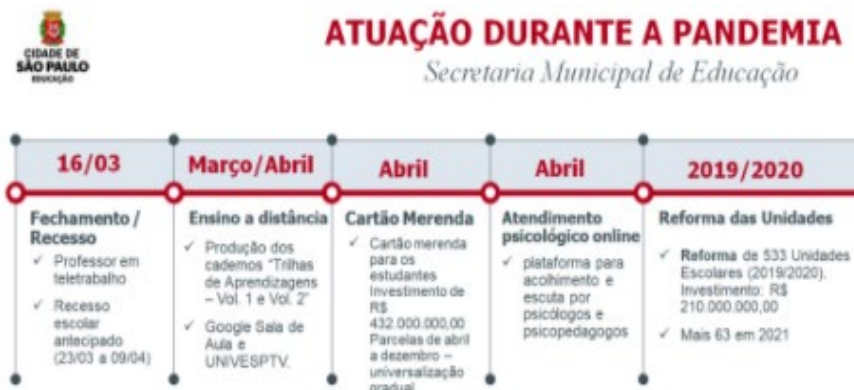 CIDADE DE
SÃO PAULO
EDUCAÇÃO
ATUAÇÃO DURANTE A PANDEMIA
Secretaria Municipal de Educação
16/03
Fechamento /
Recesso
✓ Professor em
teletrabalho
✓ Recesso
escolar
antecipado
(23/03 a 09/04)
Março/Abril
Ensino a distância
✓ Produção dos
cadernos "Trilhas
de Aprendizagens
– Vol. 1 e Vol. 2"
✓ Google Sala de
Aula e
UNIVESPTV.
Abril
Cartão Merenda
✓ Cartão merenda
para os
estudantes
Investimento de
R$
432.000.000,00
Parcelas de abril
a dezembro –
universalização
gradual
Abril
Atendimento
psicológico online
✓ plataforma para
acolhimento e
escuta por
psicólogos e
psicopedagogos
2019/2020
Reforma das Unidades
✓ Reforma de 533 Unidades
Escolares (2019/2020).
Investimento: R$
210.000.000,00
✓ Mais 63 em 2021